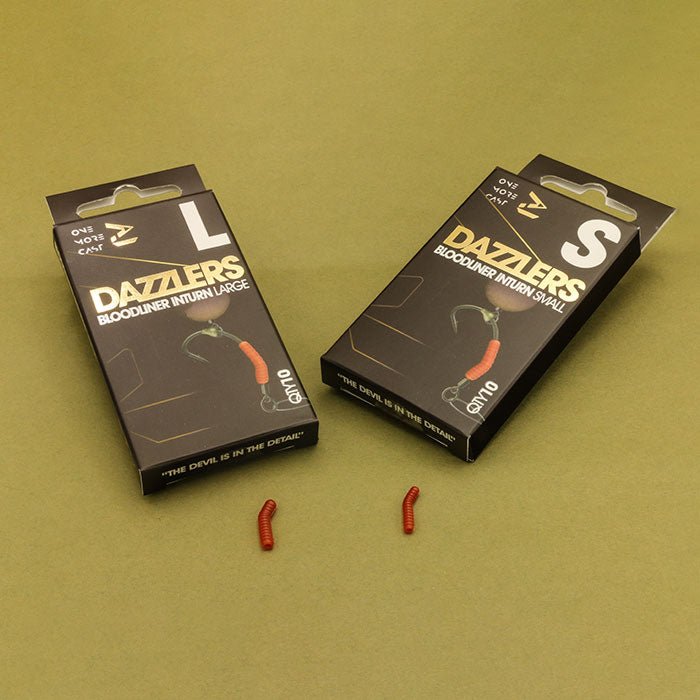 ONE
MORE
CAST
L
DAZZLERS
BLOODLINER INTURN LARGE
QTY10
"THE DEVIL IS IN THE DETAIL"
ONE
MORE
CAST
S
DAZZLERS
BLOODLINER INTURN SMALL
QTY10
"THE DEVIL IS IN THE DETAIL"